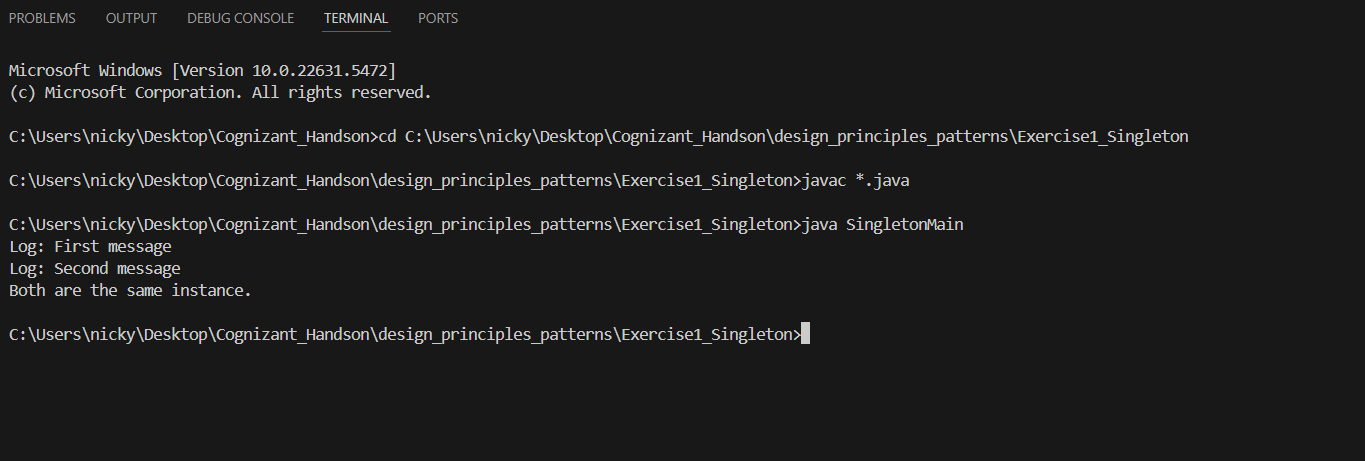 PROBLEMS OUTPUT DEBUG CONSOLE TERMINAL PORTS
Microsoft Windows [Version 10.0.22631.5472]
(c) Microsoft Corporation. All rights reserved.
C:\Users\nicky\Desktop\Cognizant_Handson>cd C:\Users\nicky\Desktop\Cognizant_Handson\design_principles_patterns\Exercise1_Singleton
C:\Users\nicky\Desktop\Cognizant_Handson\design_principles_patterns\Exercise1_Singleton>javac *.java
C:\Users\nicky\Desktop\Cognizant_Handson\design_principles_patterns\Exercise1_Singleton>java SingletonMain
Log: First message
Log: Second message
Both are the same instance.
C:\Users\nicky\Desktop\Cognizant_Handson\design_principles_patterns\Exercise1_Singleton>